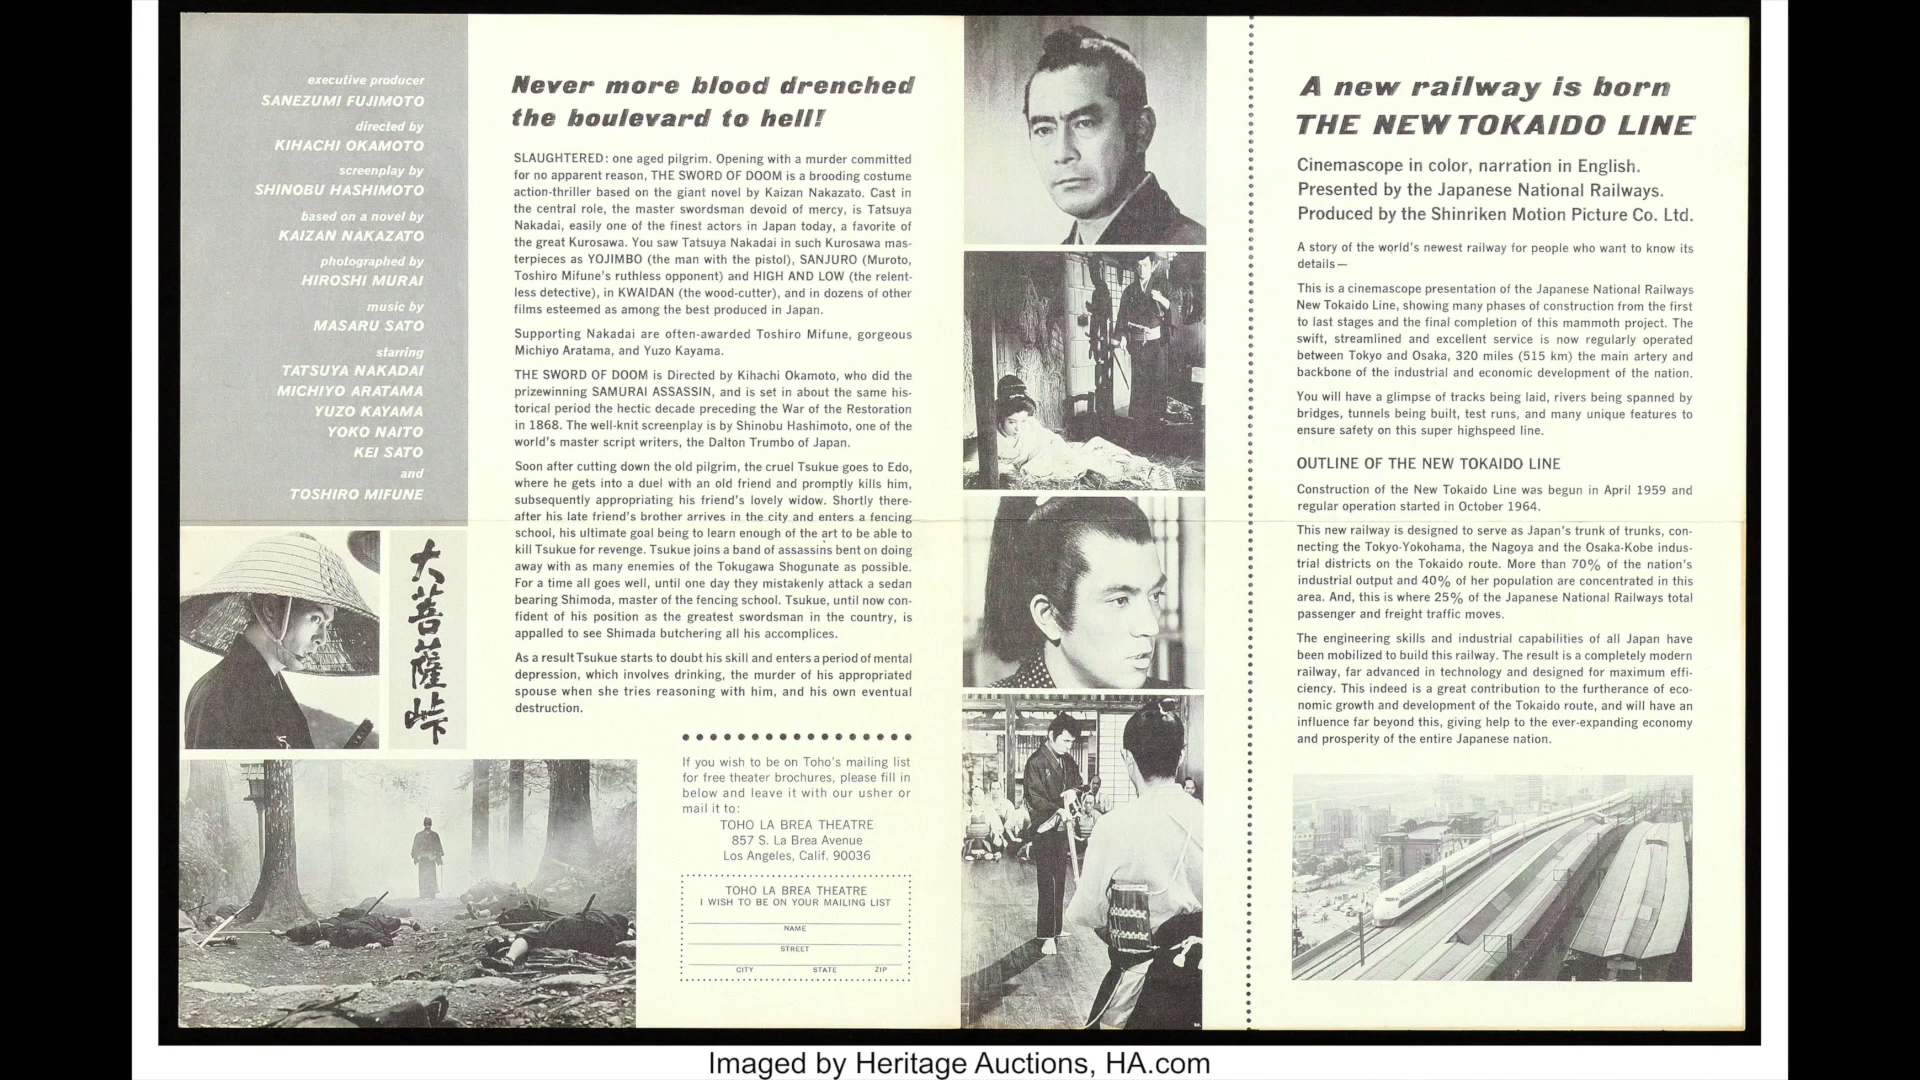 executive producer
SANEZUMI FUJIMOTO
directed by
KIHACHI OKAMOTO
screenplay by
SHINOBU HASHIMOTO
based on a novel by
KAIZAN NAKAZATO
photographed by
HIROSHI MURAI
music by
MASARU SATO
starring
TATSUYA NAKADAI
MICHIYO ARATAMA
YUZO KAYAMA
YOKO NAITO
KEI SATO
and
TOSHIRO MIFUNE
大菩薩峠
Never more blood drenched
the boulevard to hell!
SLAUGHTERED: one aged pilgrim. Opening with a murder committed
for no apparent reason, THE SWORD OF DOOM is a brooding costume
action-thriller based on the giant novel by Kaizan Nakazato. Cast in
the central role, the master swordsman devoid of mercy, is Tatsuya
Nakadai, easily one of the finest actors in Japan today, a favorite of
the great Kurosawa. You saw Tatsuya Nakadai in such Kurosawa mas-
terpieces as YOJIMBO (the man with the pistol), SANJURO (Muroto,
Toshiro Mifune's ruthless opponent) and HIGH AND LOW (the relent-
less detective), in KWAIDAN (the wood-cutter), and in dozens of other
films esteemed as among the best produced in Japan.
Supporting Nakadai are often-awarded Toshiro Mifune, gorgeous
Michiyo Aratama, and Yuzo Kayama.
THE SWORD OF DOOM is Directed by Kihachi Okamoto, who did the
prizewinning SAMURAI ASSASSIN, and is set in about the same his-
torical period the hectic decade preceding the War of the Restoration
in 1868. The well-knit screenplay is by Shinobu Hashimoto, one of the
world's master script writers, the Dalton Trumbo of Japan.
Soon after cutting down the old pilgrim, the cruel Tsukue goes to Edo,
where he gets into a duel with an old friend and promptly kills him,
subsequently appropriating his friend's lovely widow. Shortly there-
after his late friend's brother arrives in the city and enters a fencing
school, his ultimate goal being to learn enough of the art to be able to
kill Tsukue for revenge. Tsukue joins a band of assassins bent on doing
away with as many enemies of the Tokugawa Shogunate as possible.
For a time all goes well, until one day they mistakenly attack a sedan
bearing Shimoda, master of the fencing school. Tsukue, until now con-
fident of his position as the greatest swordsman in the country, is
appalled to see Shimada butchering all his accomplices.
As a result Tsukue starts to doubt his skill and enters a period of mental
depression, which involves drinking, the murder of his appropriated
spouse when she tries reasoning with him, and his own eventual
destruction.
If you wish to be on Toho's mailing list
for free theater brochures, please fill in
below and leave it with our usher or
mail it to:
TOHO LA BREA THEATRE
857 S. La Brea Avenue
Los Angeles, Calif. 90036
TOHO LA BREA THEATRE
I WISH TO BE ON YOUR MAILING LIST
NAME
STREET
CITY STATE ZIP
A new railway is born
THE NEW TOKAIDO LINE
Cinemascope in color, narration in English.
Presented by the Japanese National Railways.
Produced by the Shinriken Motion Picture Co. Ltd.
A story of the world's newest railway for people who want to know its
details—
This is a cinemascope presentation of the Japanese National Railways
New Tokaido Line, showing many phases of construction from the first
to last stages and the final completion of this mammoth project. The
swift, streamlined and excellent service is now regularly operated
between Tokyo and Osaka, 320 miles (515 km) the main artery and
backbone of the industrial and economic development of the nation.
You will have a glimpse of tracks being laid, rivers being spanned by
bridges, tunnels being built, test runs, and many unique features to
ensure safety on this super highspeed line.
OUTLINE OF THE NEW TOKAIDO LINE
Construction of the New Tokaido Line was begun in April 1959 and
regular operation started in October 1964.
This new railway is designed to serve as Japan's trunk of trunks, con-
necting the Tokyo-Yokohama, the Nagoya and the Osaka-Kobe indus-
trial districts on the Tokaido route. More than 70% of the nation's
industrial output and 40% of her population are concentrated in this
area. And, this is where 25% of the Japanese National Railways total
passenger and freight traffic moves.
The engineering skills and industrial capabilities of all Japan have
been mobilized to build this railway. The result is a completely modern
railway, far advanced in technology and designed for maximum effi-
ciency. This indeed is a great contribution to the furtherance of eco-
nomic growth and development of the Tokaido route, and will have an
influence far beyond this, giving help to the ever-expanding economy
and prosperity of the entire Japanese nation.
Imaged by Heritage Auctions, HA.com